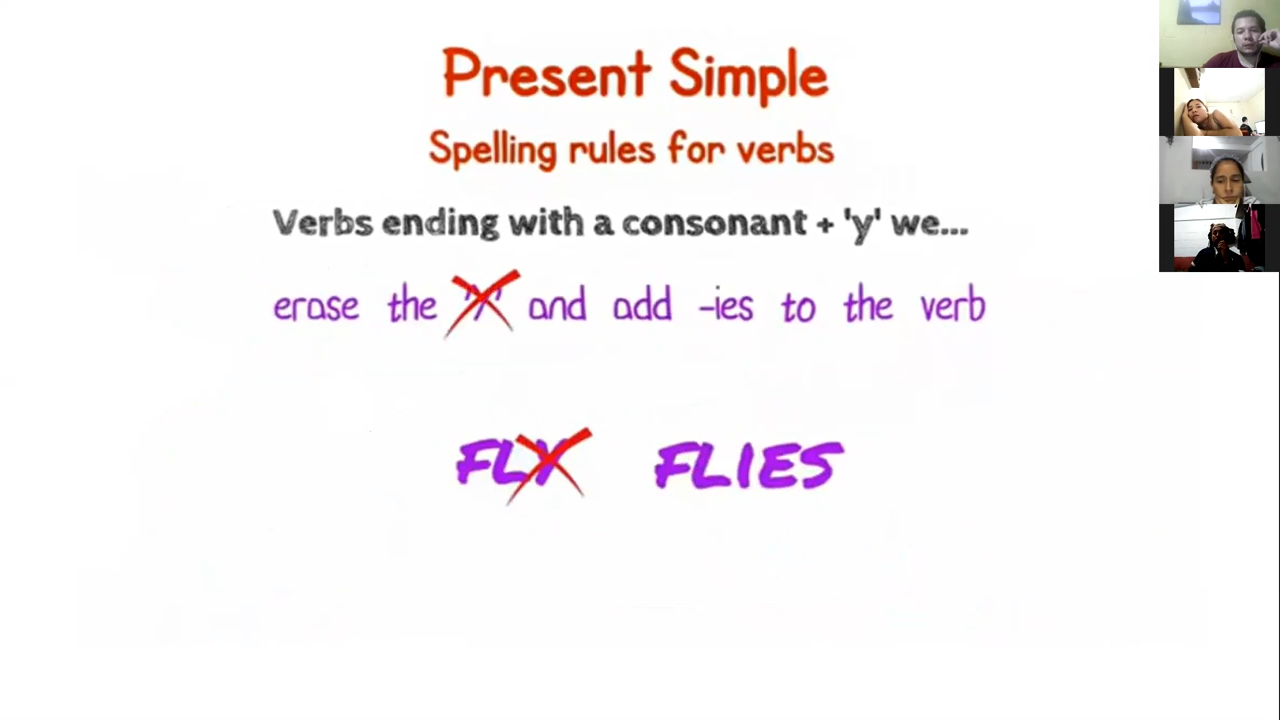 Present Simple
Spelling rules for verbs
Verbs ending with a consonant + 'y' we...
erase the 'Y' and add -ies to the verb
FLY FLIES